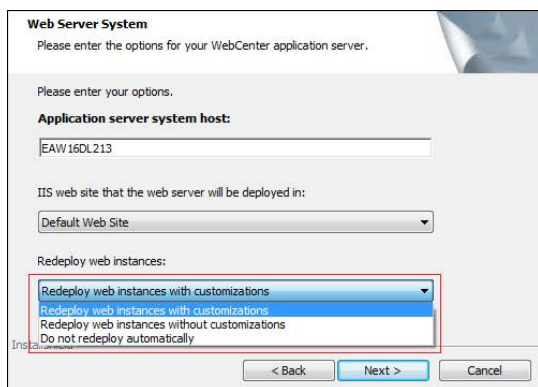 Web Server System
Please enter the options for your WebCenter application server.
Please enter your options.
Application server system host:
EAW16DL213
IIS web site that the web server will be deployed in:
Default Web Site
Redeploy web instances:
Redeploy web instances with customizations
Redeploy web instances with customizations
Redeploy web instances without customizations
Do not redeploy automatically
< Back
Next >
Cancel